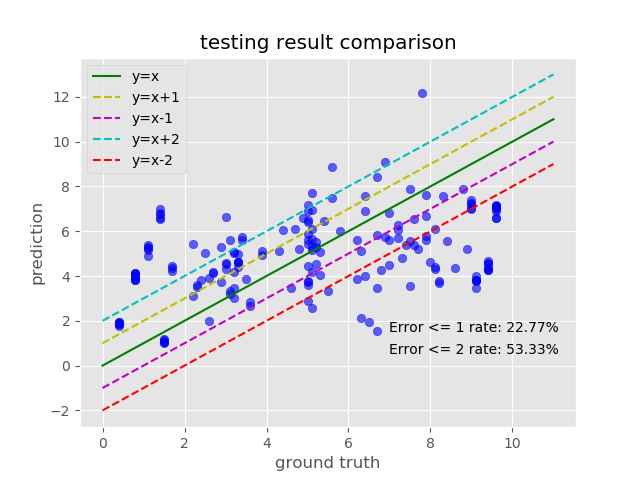 testing result comparison
y=x
y=x+1
y=x-1
y=x+2
y=x-2
12
10
8
6
4
2
0
−2
prediction
Error <= 1 rate: 22.77%
Error <= 2 rate: 53.33%
0 2 4 6 8 10
ground truth